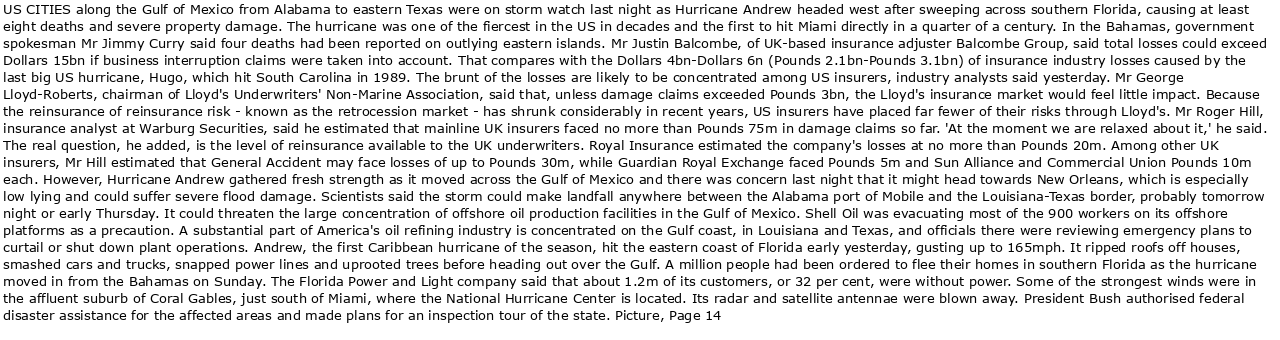 US CITIES along the Gulf of Mexico from Alabama to eastern Texas were on storm watch last night as Hurricane Andrew headed west after sweeping across southern Florida, causing at least
eight deaths and severe property damage. The hurricane was one of the fiercest in the US in decades and the first to hit Miami directly in a quarter of a century. In the Bahamas, government
spokesman Mr Jimmy Curry said four deaths had been reported on outlying eastern islands. Mr Justin Balcombe, of UK-based insurance adjuster Balcombe Group, said total losses could exceed
Dollars 15bn if business interruption claims were taken into account. That compares with the Dollars 4bn-Dollars 6n (Pounds 2.1bn-Pounds 3.1bn) of insurance industry losses caused by the
last big US hurricane, Hugo, which hit South Carolina in 1989. The brunt of the losses are likely to be concentrated among US insurers, industry analysts said yesterday. Mr George
Lloyd-Roberts, chairman of Lloyd's Underwriters' Non-Marine Association, said that, unless damage claims exceeded Pounds 3bn, the Lloyd's insurance market would feel little impact. Because
the reinsurance of reinsurance risk - known as the retrocession market - has shrunk considerably in recent years, US insurers have placed far fewer of their risks through Lloyd's. Mr Roger Hill,
insurance analyst at Warburg Securities, said he estimated that mainline UK insurers faced no more than Pounds 75m in damage claims so far. 'At the moment we are relaxed about it,' he said.
The real question, he added, is the level of reinsurance available to the UK underwriters. Royal Insurance estimated the company's losses at no more than Pounds 20m. Among other UK
insurers, Mr Hill estimated that General Accident may face losses of up to Pounds 30m, while Guardian Royal Exchange faced Pounds 5m and Sun Alliance and Commercial Union Pounds 10m
each. However, Hurricane Andrew gathered fresh strength as it moved across the Gulf of Mexico and there was concern last night that it might head towards New Orleans, which is especially
low lying and could suffer severe flood damage. Scientists said the storm could make landfall anywhere between the Alabama port of Mobile and the Louisiana-Texas border, probably tomorrow
night or early Thursday. It could threaten the large concentration of offshore oil production facilities in the Gulf of Mexico. Shell Oil was evacuating most of the 900 workers on its offshore
platforms as a precaution. A substantial part of America's oil refining industry is concentrated on the Gulf coast, in Louisiana and Texas, and officials there were reviewing emergency plans to
curtail or shut down plant operations. Andrew, the first Caribbean hurricane of the season, hit the eastern coast of Florida early yesterday, gusting up to 165mph. It ripped roofs off houses,
smashed cars and trucks, snapped power lines and uprooted trees before heading out over the Gulf. A million people had been ordered to flee their homes in southern Florida as the hurricane
moved in from the Bahamas on Sunday. The Florida Power and Light company said that about 1.2m of its customers, or 32 per cent, were without power. Some of the strongest winds were in
the affluent suburb of Coral Gables, just south of Miami, where the National Hurricane Center is located. Its radar and satellite antennae were blown away. President Bush authorised federal
disaster assistance for the affected areas and made plans for an inspection tour of the state. Picture, Page 14